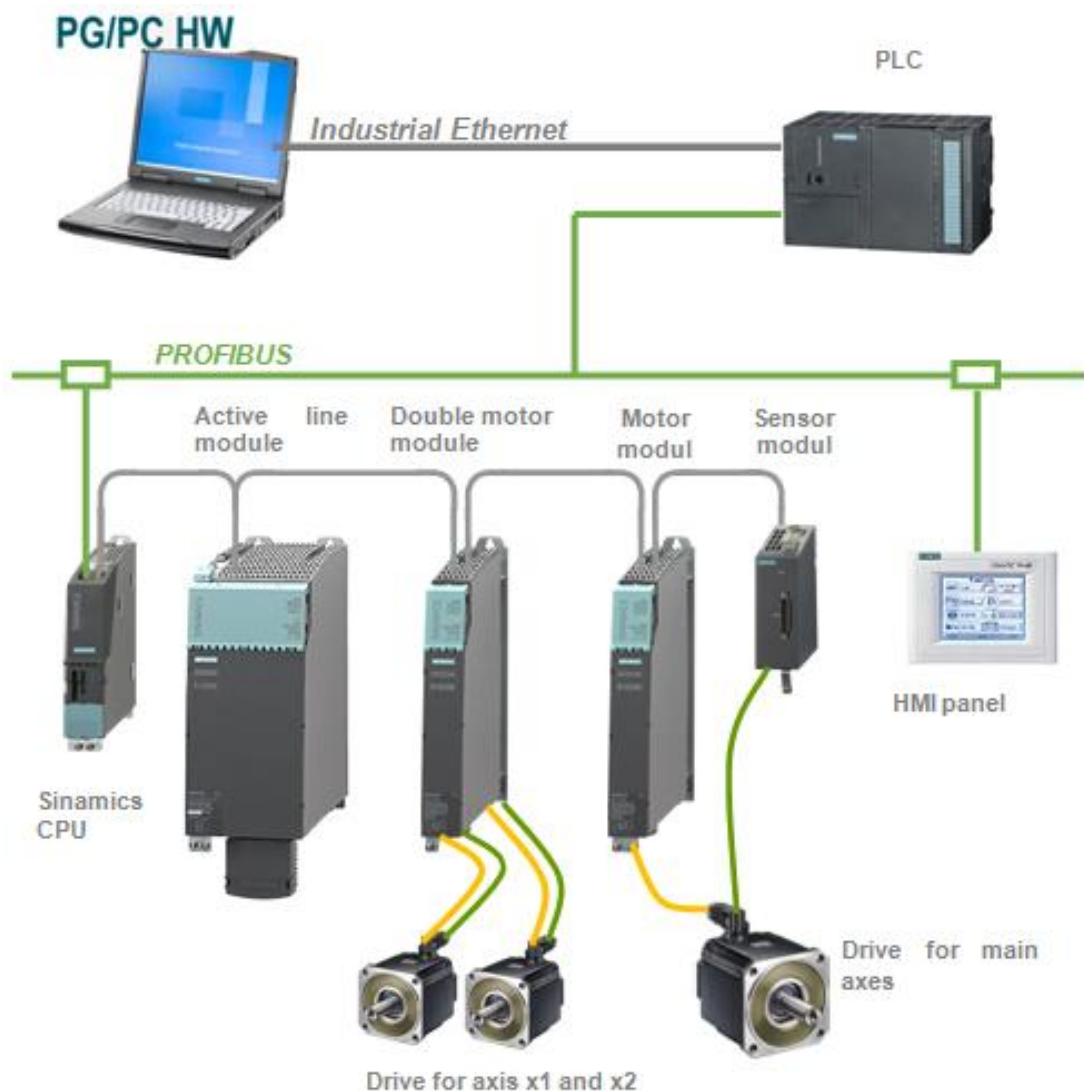 PG/PC HW
PLC
Industrial Ethernet
PROFIBUS
Active line
module
Double motor
module
Motor
modul
Sensor
modul
HMI panel
Sinamics
CPU
Drive for main
axes
Drive for axis x1 and x2